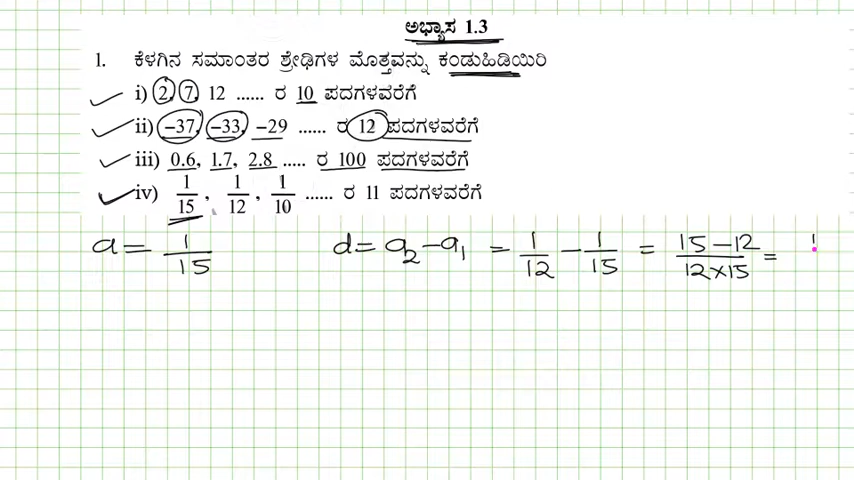 ಅಭ್ಯಾಸ 1.3
1. ಕೆಳಗಿನ ಸಮಾಂತರ ಶ್ರೇಢಿಗಳ ಮೊತ್ತವನ್ನು ಕಂಡುಹಿಡಿಯಿರಿ
i) 2, 7, 12 ...... ರ 10 ಪದಗಳವರೆಗೆ
ii) -37, -33, -29 ...... ರ 12 ಪದಗಳವರೆಗೆ
iii) 0.6, 1.7, 2.8 ..... ರ 100 ಪದಗಳವರೆಗೆ
iv) 1/15, 1/12, 1/10 ...... ರ 11 ಪದಗಳವರೆಗೆ
a = 1/15 d = a₂ - a₁ = 1/12 - 1/15 = (15-12)/(12×15) =